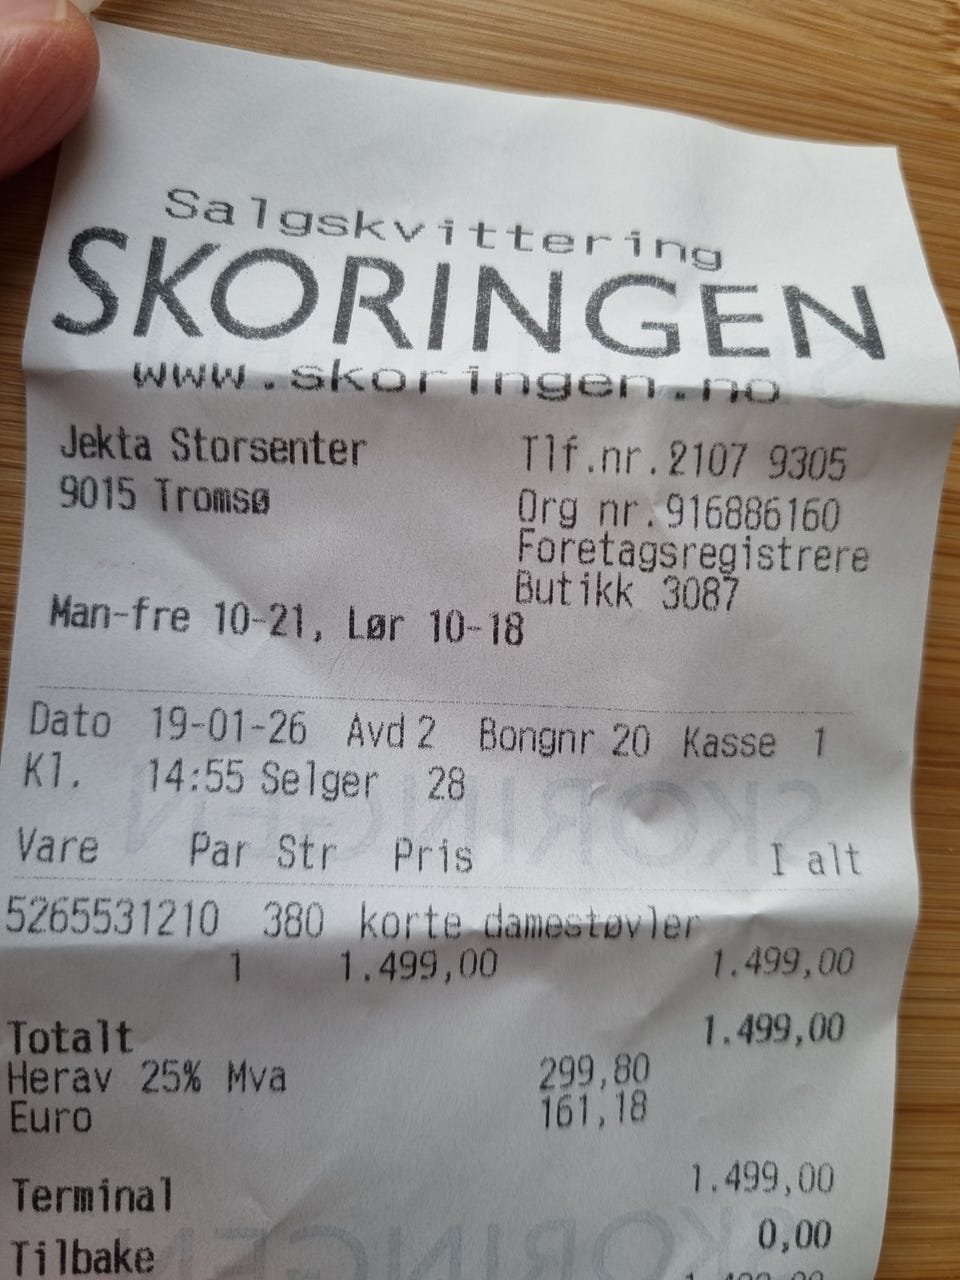 Salgskvittering
SKORINGEN
www.skoringen.no
Jekta Storsenter Tlf.nr.2107 9305
9015 Tromsø Org nr.916886160
Foretagsregistrere
Butikk 3087
Man-fre 10-21, Lør 10-18
Dato 19-01-26 Avd 2 Bongnr 20 Kasse 1
Kl. 14:55 Selger 28
Vare Par Str Pris I alt
5265531210 380 korte damestøvler
1 1.499,00 1.499,00
Totalt 1.499,00
Herav 25% Mva 299,80
Euro 161,18
Terminal 1.499,00
Tilbake 0,00